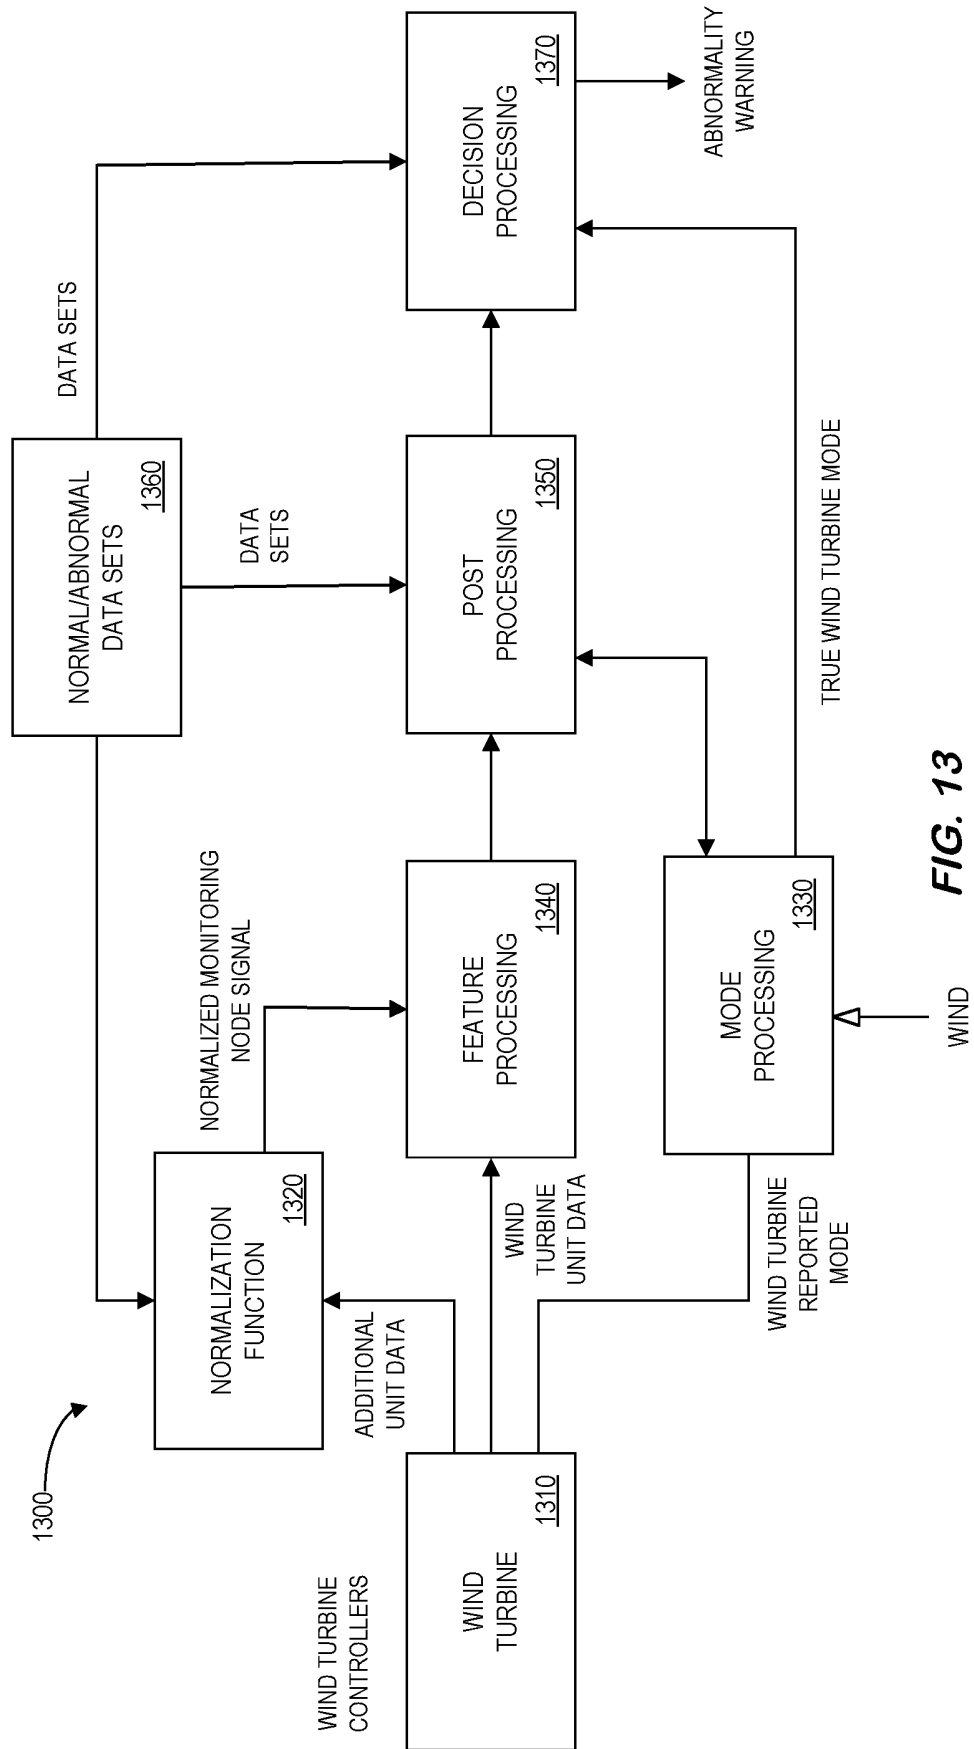 1300
WIND TURBINE
CONTROLLERS
WIND
TURBINE
1310
NORMALIZATION
FUNCTION
1320
ADDITIONAL
UNIT DATA
WIND
TURBINE
UNIT DATA
WIND TURBINE
REPORTED
MODE
NORMALIZED MONITORING
NODE SIGNAL
FEATURE
PROCESSING
1340
MODE
PROCESSING
1330
WIND
NORMAL/ABNORMAL
DATA SETS
1360
DATA
SETS
DATA SETS
POST
PROCESSING
1350
TRUE WIND TURBINE MODE
DECISION
PROCESSING
1370
ABNORMALITY
WARNING
FIG. 13